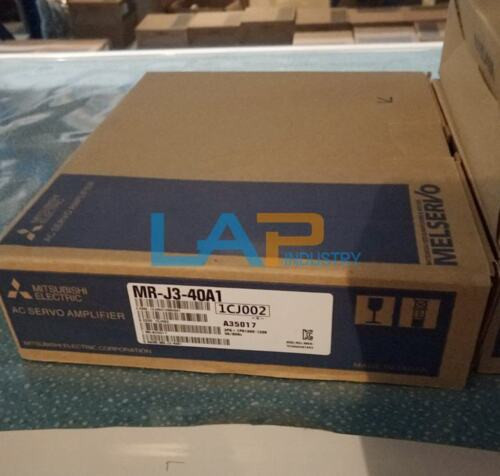 MITSUBISHI
ELECTRIC
AC SERVO AMPLIFIER
MELSERVO
LAP
INDUSTRY
MITSUBISHI
ELECTRIC
AC SERVO AMPLIFIER
MITSUBISHI ELECTRIC CORPORATION
MR-J3-40A1
1CJ002
A35017